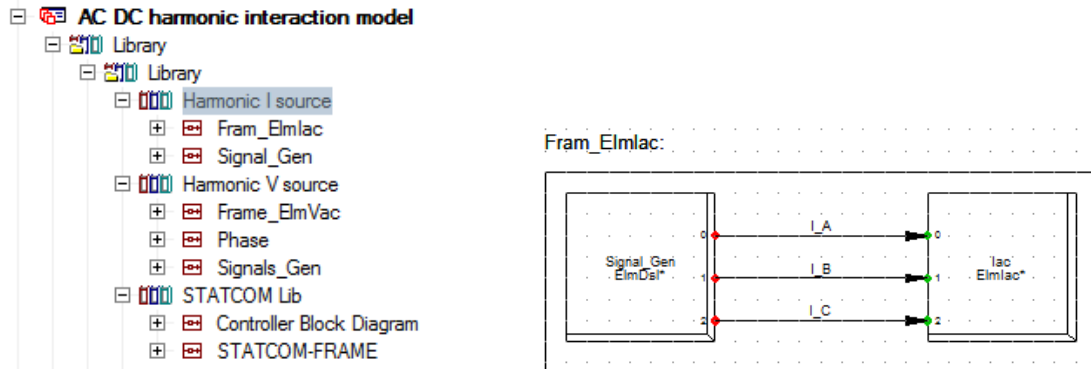 AC DC harmonic interaction model
Library
Library
Harmonic I source
Fram_ElmIac
Signal_Gen
Harmonic V source
Frame_ElmVac
Phase
Signals_Gen
STATCOM Lib
Controller Block Diagram
STATCOM-FRAME
Fram_ElmIac:
Signal_Gen
ElmDsl*
0
1
2
I_A
I_B
I_C
0
1
2
Iac
ElmIac*